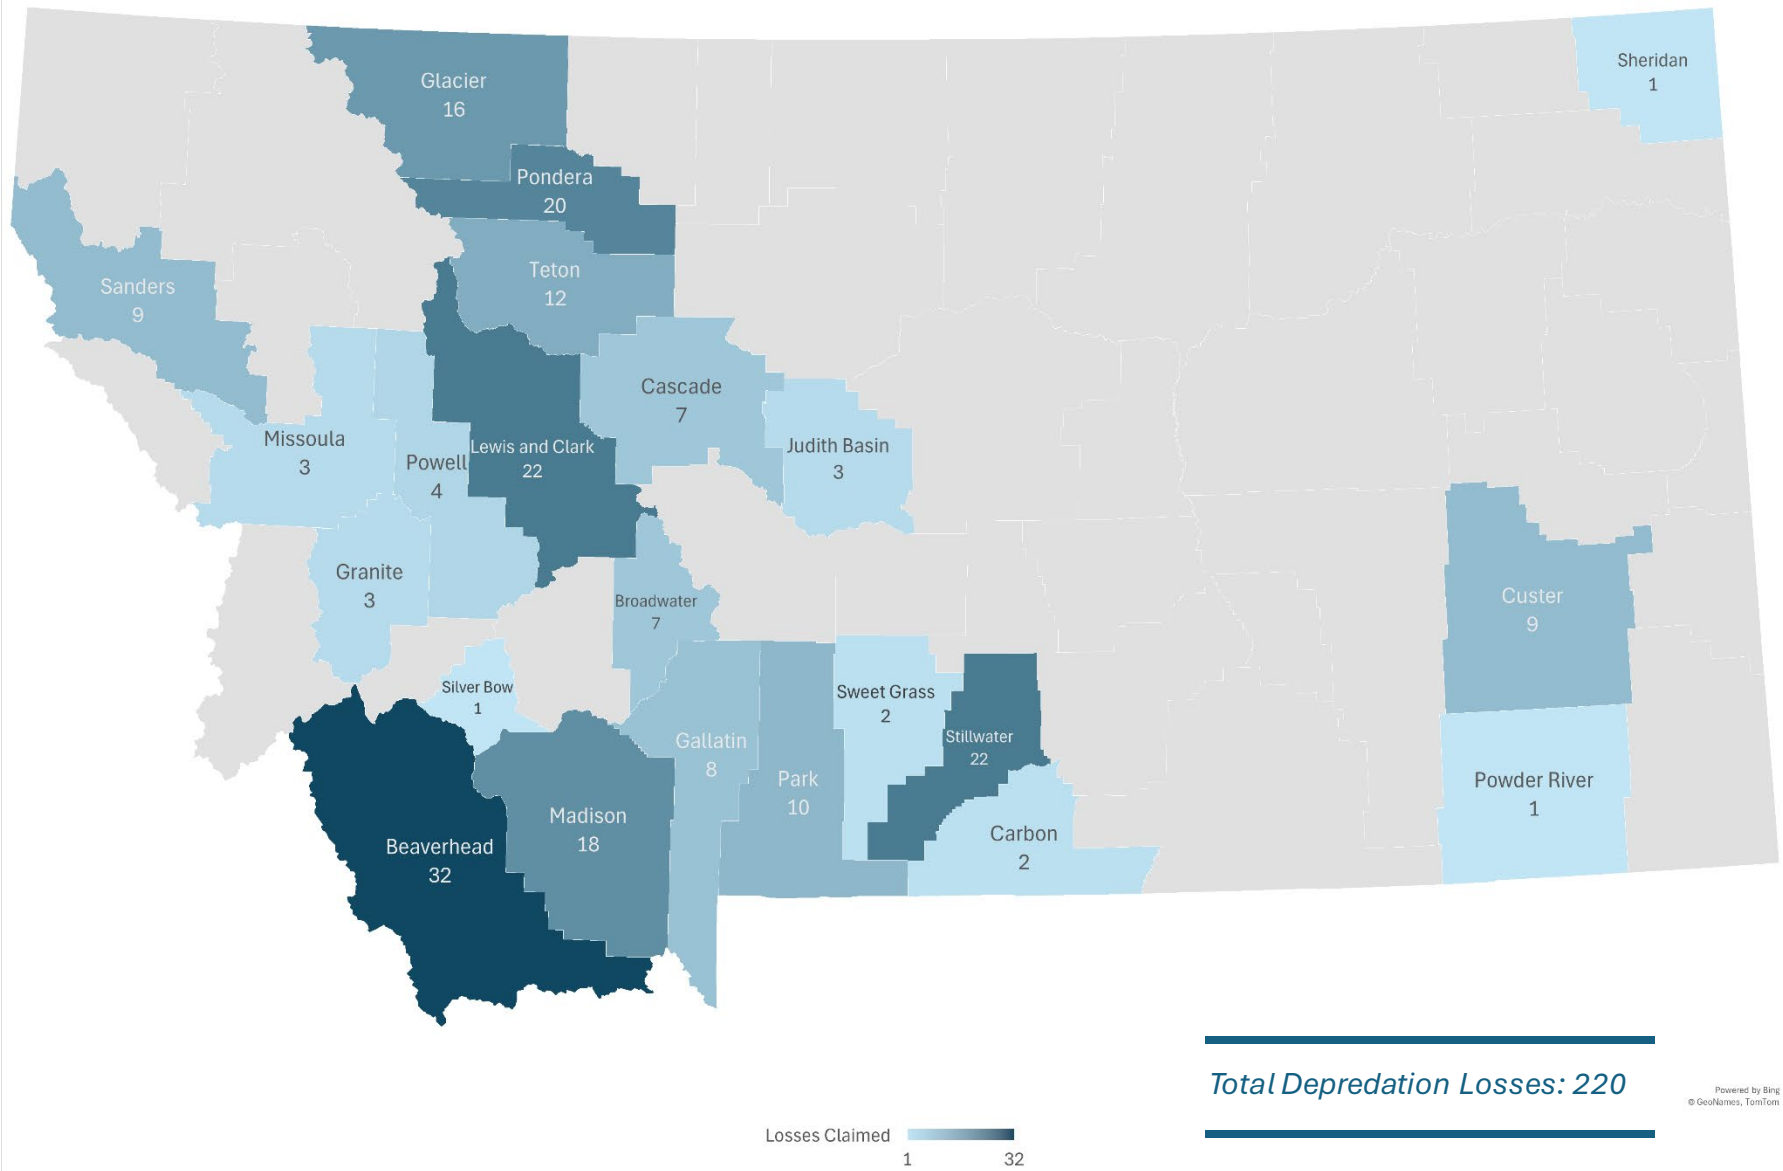 Sheridan
1
Glacier
16
Pondera
20
Teton
12
Sanders
9
Cascade
7
Missoula
3
Powell
4
Lewis and Clark
22
Judith Basin
3
Granite
3
Broadwater
7
Custer
9
Silver Bow
1
Sweet Grass
2
Gallatin
8
Stillwater
22
Park
10
Powder River
1
Madison
18
Carbon
2
Beaverhead
32
Total Depredation Losses: 220
Powered by Bing
© GeoNames, TomTom
Losses Claimed
1
32